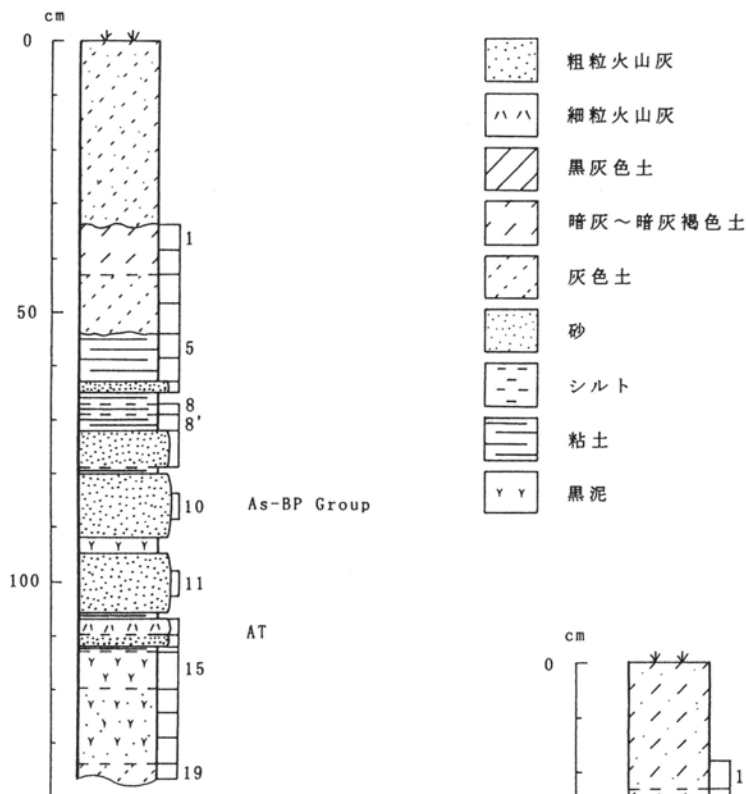 cm
0
50
100
1
5
8
8'
10
11
15
19
As-BP Group
AT
粗粒火山灰
細粒火山灰
黒灰色土
暗灰~暗灰褐色土
灰色土
砂
シルト
粘土
黒泥
cm
0
1